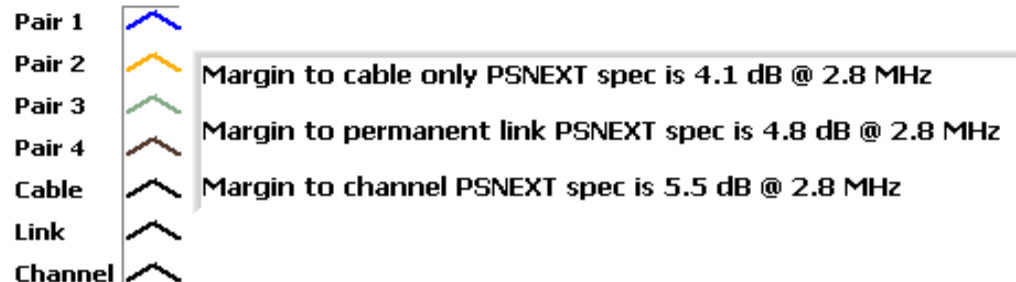 Pair 1
Pair 2
Pair 3
Pair 4
Cable
Link
Channel
Margin to cable only PSNEXT spec is 4.1 dB @ 2.8 MHz
Margin to permanent link PSNEXT spec is 4.8 dB @ 2.8 MHz
Margin to channel PSNEXT spec is 5.5 dB @ 2.8 MHz